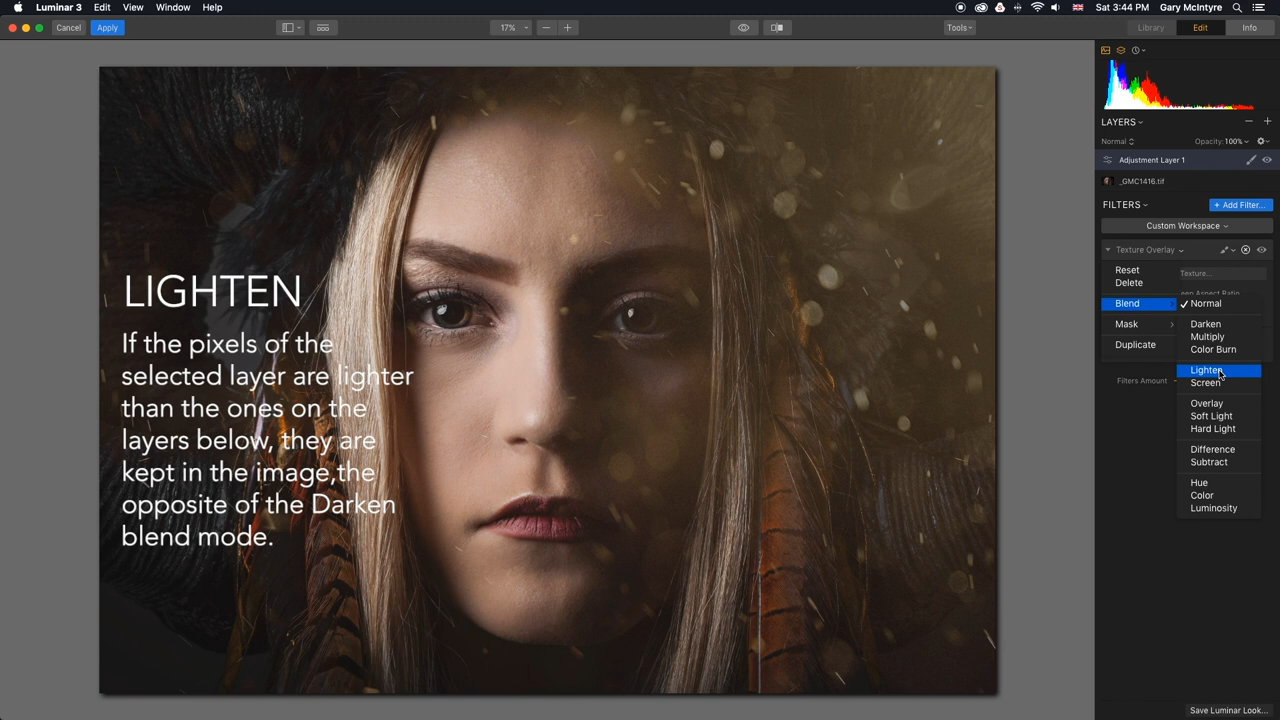 Luminar 3 Edit View Window Help Sat 3:44 PM Gary McIntyre
Cancel Apply 17% Tools Library Edit Info
LAYERS
Normal Opacity: 100%
Adjustment Layer 1
_GMC1416.tif
FILTERS + Add Filter...
Custom Workspace
Texture Overlay
Reset Texture...
Delete
een Aspect Ratio
Blend Normal
Mask Darken
Multiply
Duplicate Color Burn
Lighten
Filters Amount Screen
Overlay
Soft Light
Hard Light
Difference
Subtract
Hue
Color
Luminosity
LIGHTEN
If the pixels of the
selected layer are lighter
than the ones on the
layers below, they are
kept in the image,the
opposite of the Darken
blend mode.
Save Luminar Look...